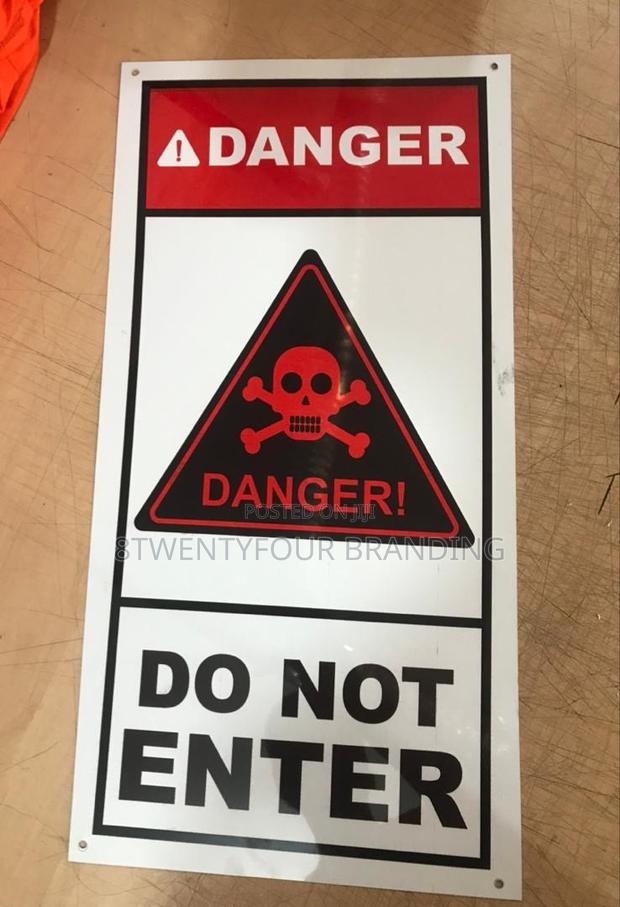 DANGER
DANGER!
POSTED ON JIJI
8TWENTYFOUR BRANDING
DO NOT
ENTER